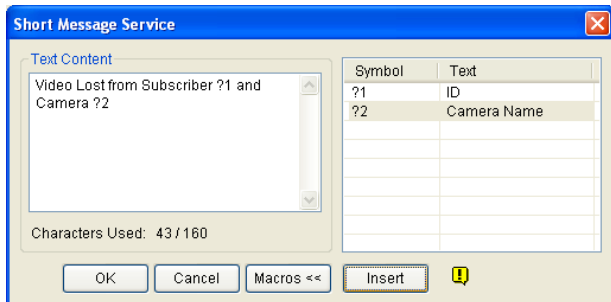 Short Message Service
Text Content
Video Lost from Subscriber ?1 and
Camera ?2
Characters Used: 43 / 160
Symbol Text
?1 ID
?2 Camera Name
OK Cancel Macros << Insert